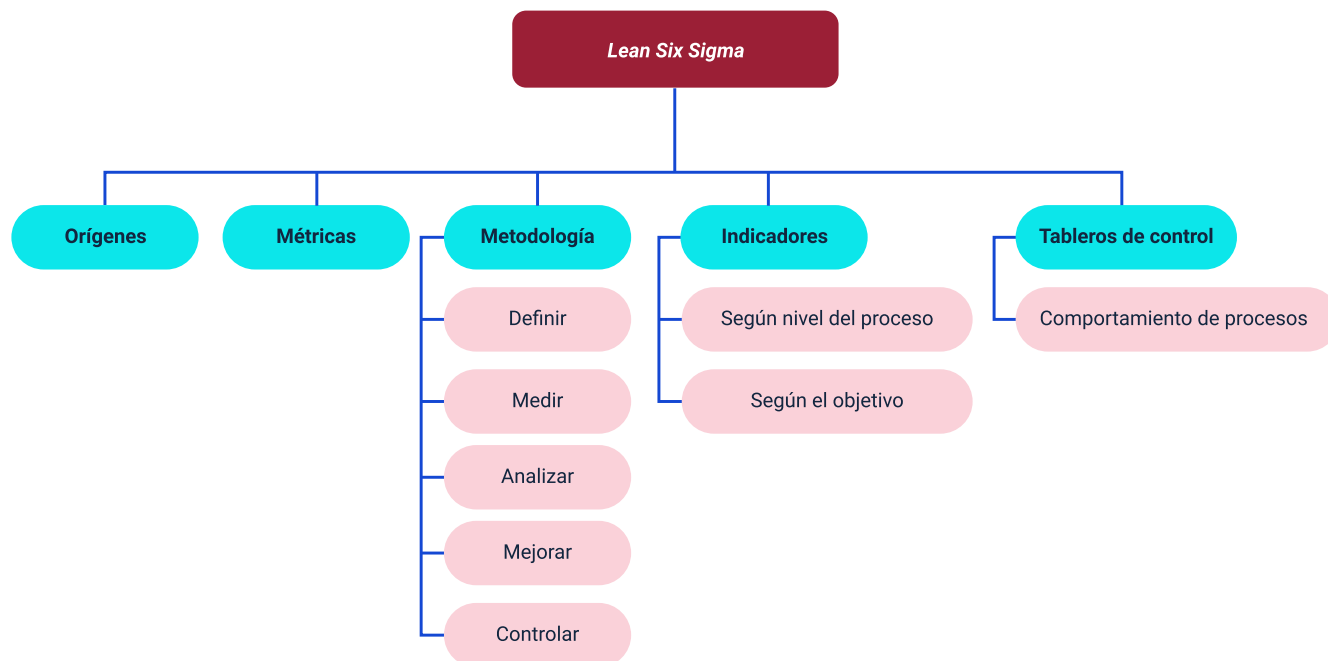 Lean Six Sigma
Orígenes
Métricas
Metodología
Definir
Medir
Analizar
Mejorar
Controlar
Indicadores
Según nivel del proceso
Según el objetivo
Tableros de control
Comportamiento de procesos